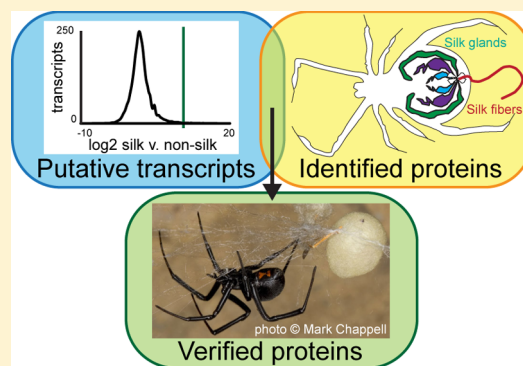 250
transcripts
0
-10
20
log2 silk v. non-silk
Putative transcripts
Silk glands
Silk fibers
Identified proteins
photo © Mark Chappell
Verified proteins